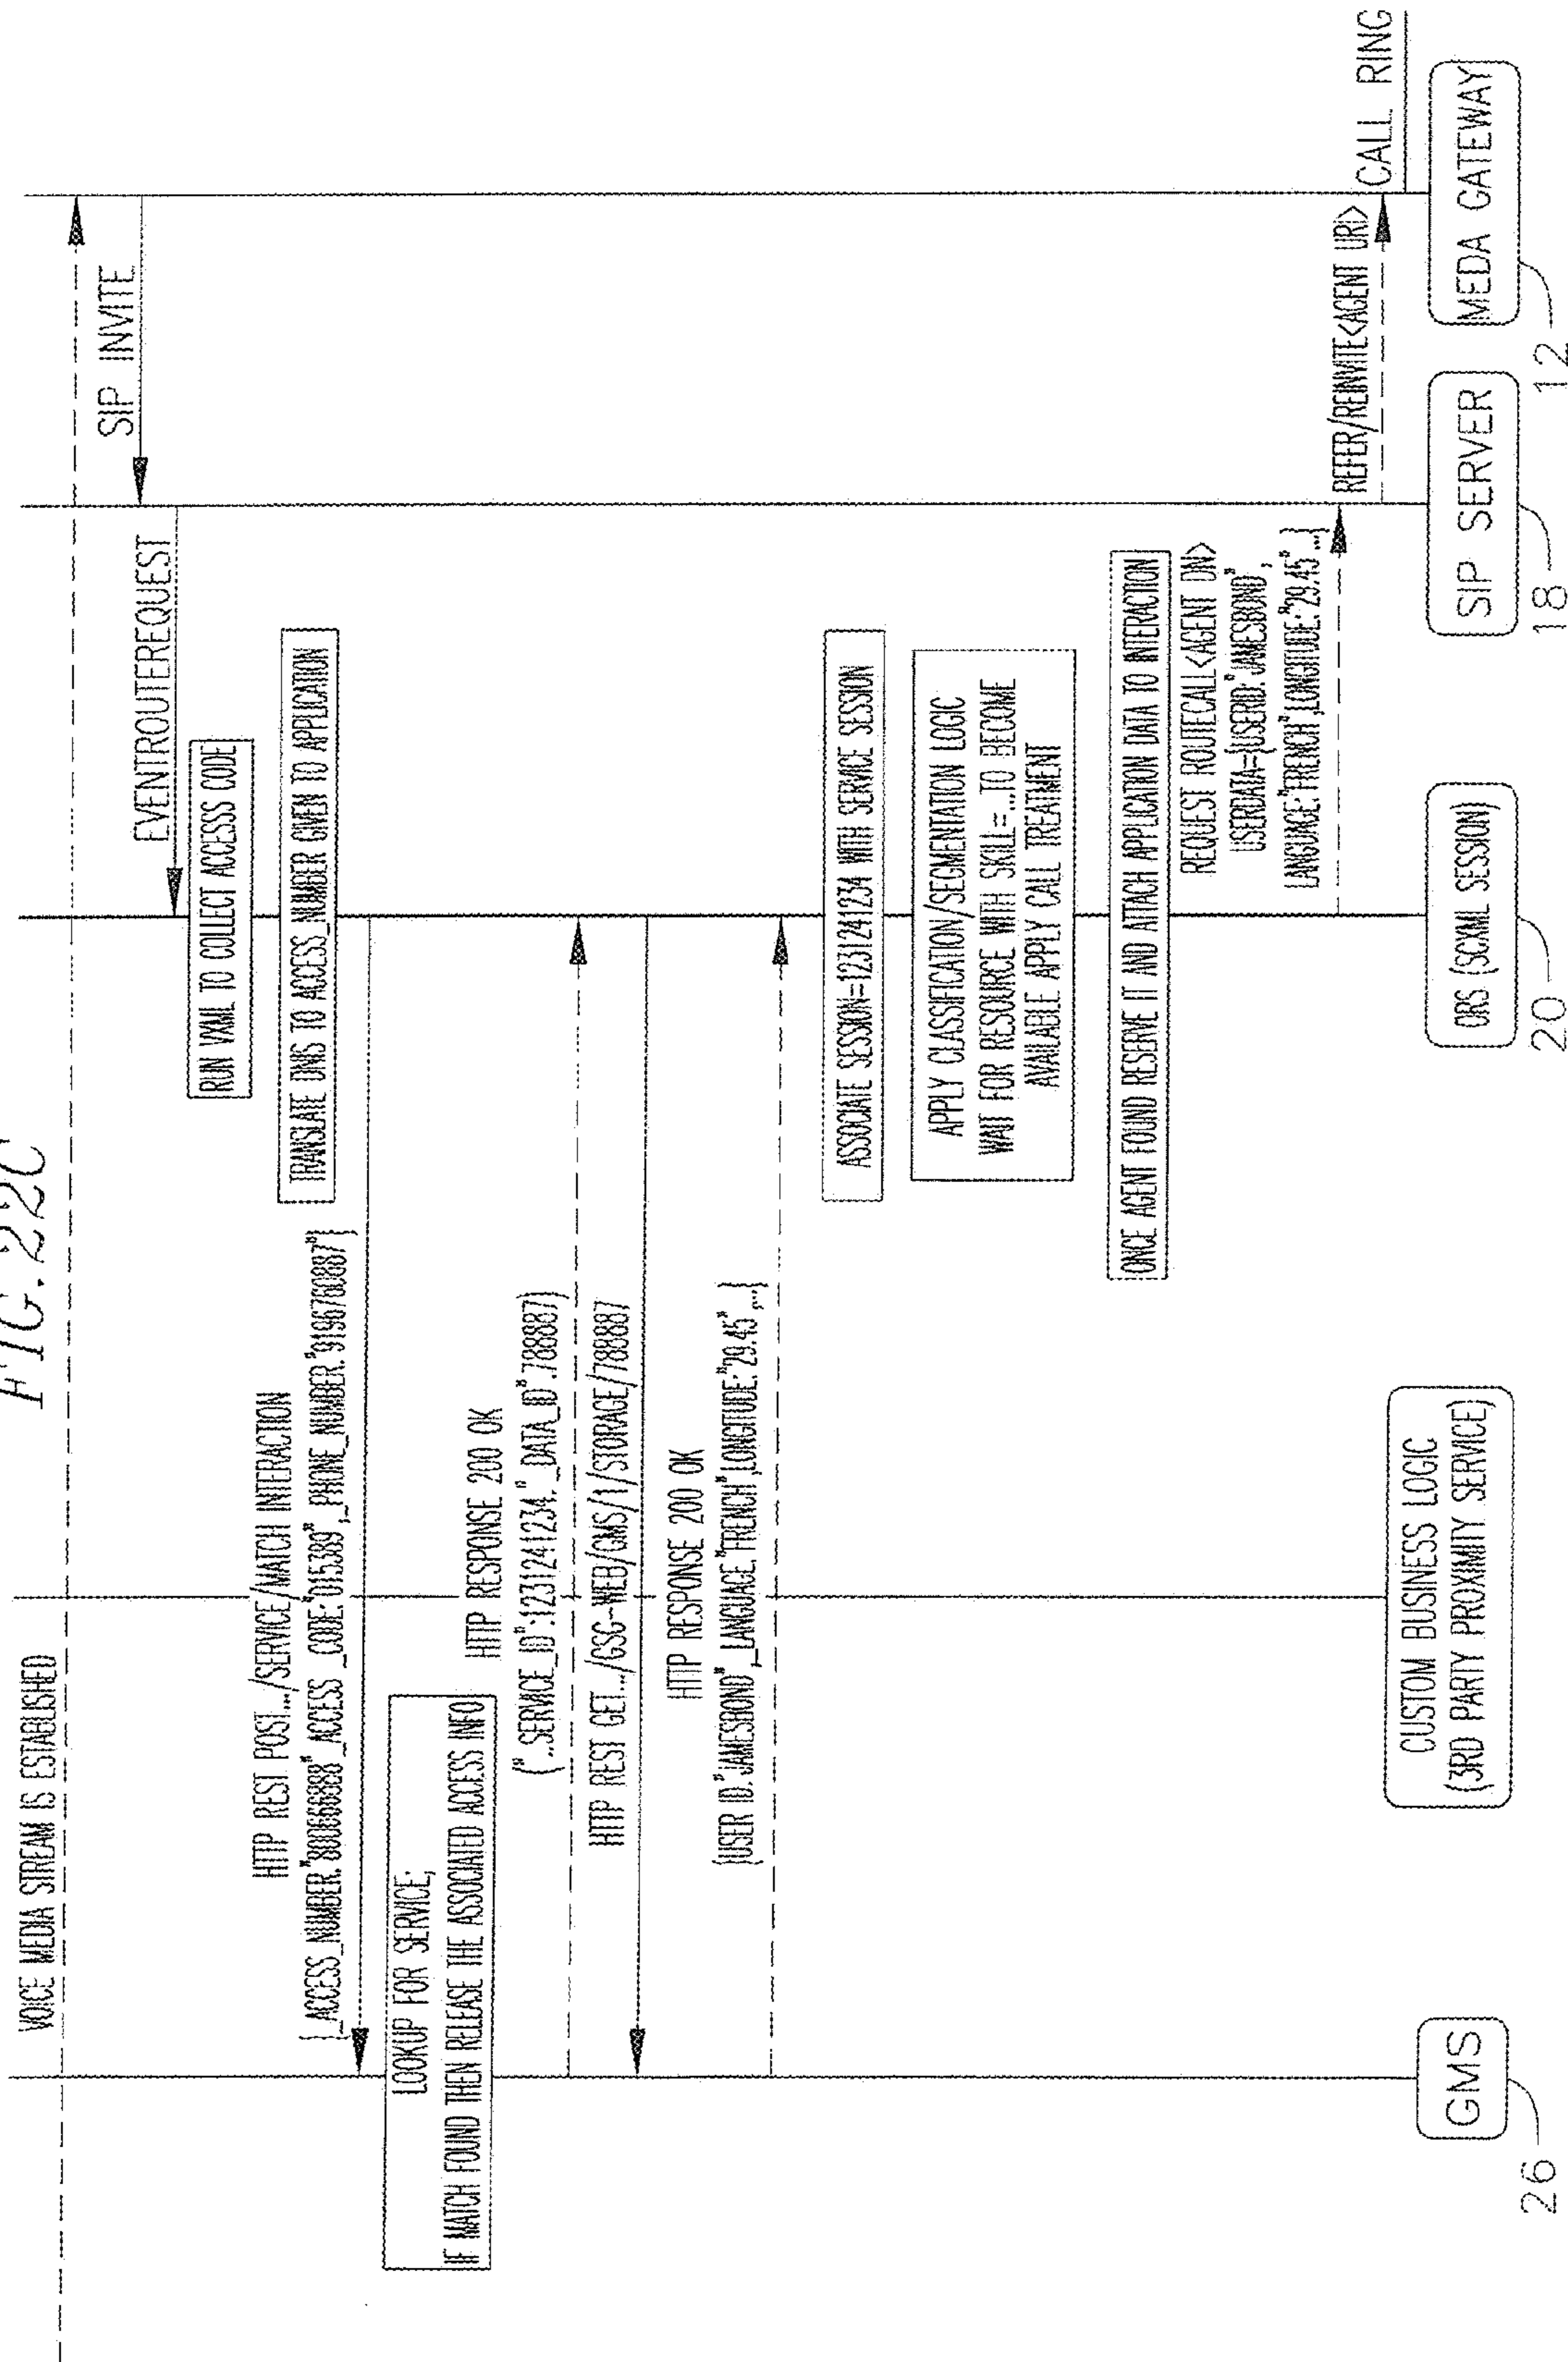 FIG. 22C
VOICE MEDIA STREAM IS ESTABLISHED
SIP INVITE
EVENTROUTEREQUEST
RUN VXML TO COLLECT ACCESSS CODE
TRANSLATE DNIS TO ACCESS_NUMBER GIVEN TO APPLICATION
HTTP REST POST.../SERVICE/MATCH INTERACTION
{_ACCESS_NUMBER:"80066888"_ACCESS _CODE:"015389",_PHONE_NUMBER:"9196760887"}
LOOKUP FOR SERVICE;
IF MATCH FOUND THEN RELEASE THE ASSOCIATED ACCESS INFO
HTTP RESPONSE 200 OK
("_SERVICE_ID":1231241234."_DATA_ID":788887)
HTTP REST GET.../GSG-WEB/GMS/1/STORAGE/788887
HTTP RESPONSE 200 OK
{USER ID:"JAMESBOND",_LANGUAGE:"FRENCH",LONGITUDE:"29.45",...}
ASSOCIATE SESSION=1231241234 WITH SERVICE SESSION
APPLY CLASSIFICATION/SEGMENTATION LOGIC
WAIT FOR RESOURCE WITH SKILL=...TO BECOME
AVAILABLE APPLY CALL TREATMENT
ONCE AGENT FOUND RESERVE IT AND ATTACH APPLICATION DATA TO INTERACTION
REQUEST ROUTECALL<AGENT DN>
USERDATA={USERID:"JAMESBOND",
LANGUAGE:"FRENCH",LONGITUDE:"29.45"...}
REFER/REINVITE<AGENT URI>
CALL RING
GMS
26
CUSTOM BUSINESS LOGIC
(3RD PARTY PROXIMITY SERVICE)
ORS (SCXML SESSION)
20
SIP SERVER
18
MEDA GATEWAY
12